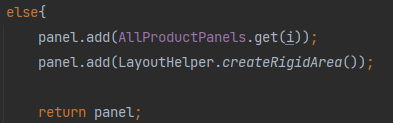 else{
panel.add(AllProductPanels.get(i));
panel.add(LayoutHelper.createRigidArea());
return panel;